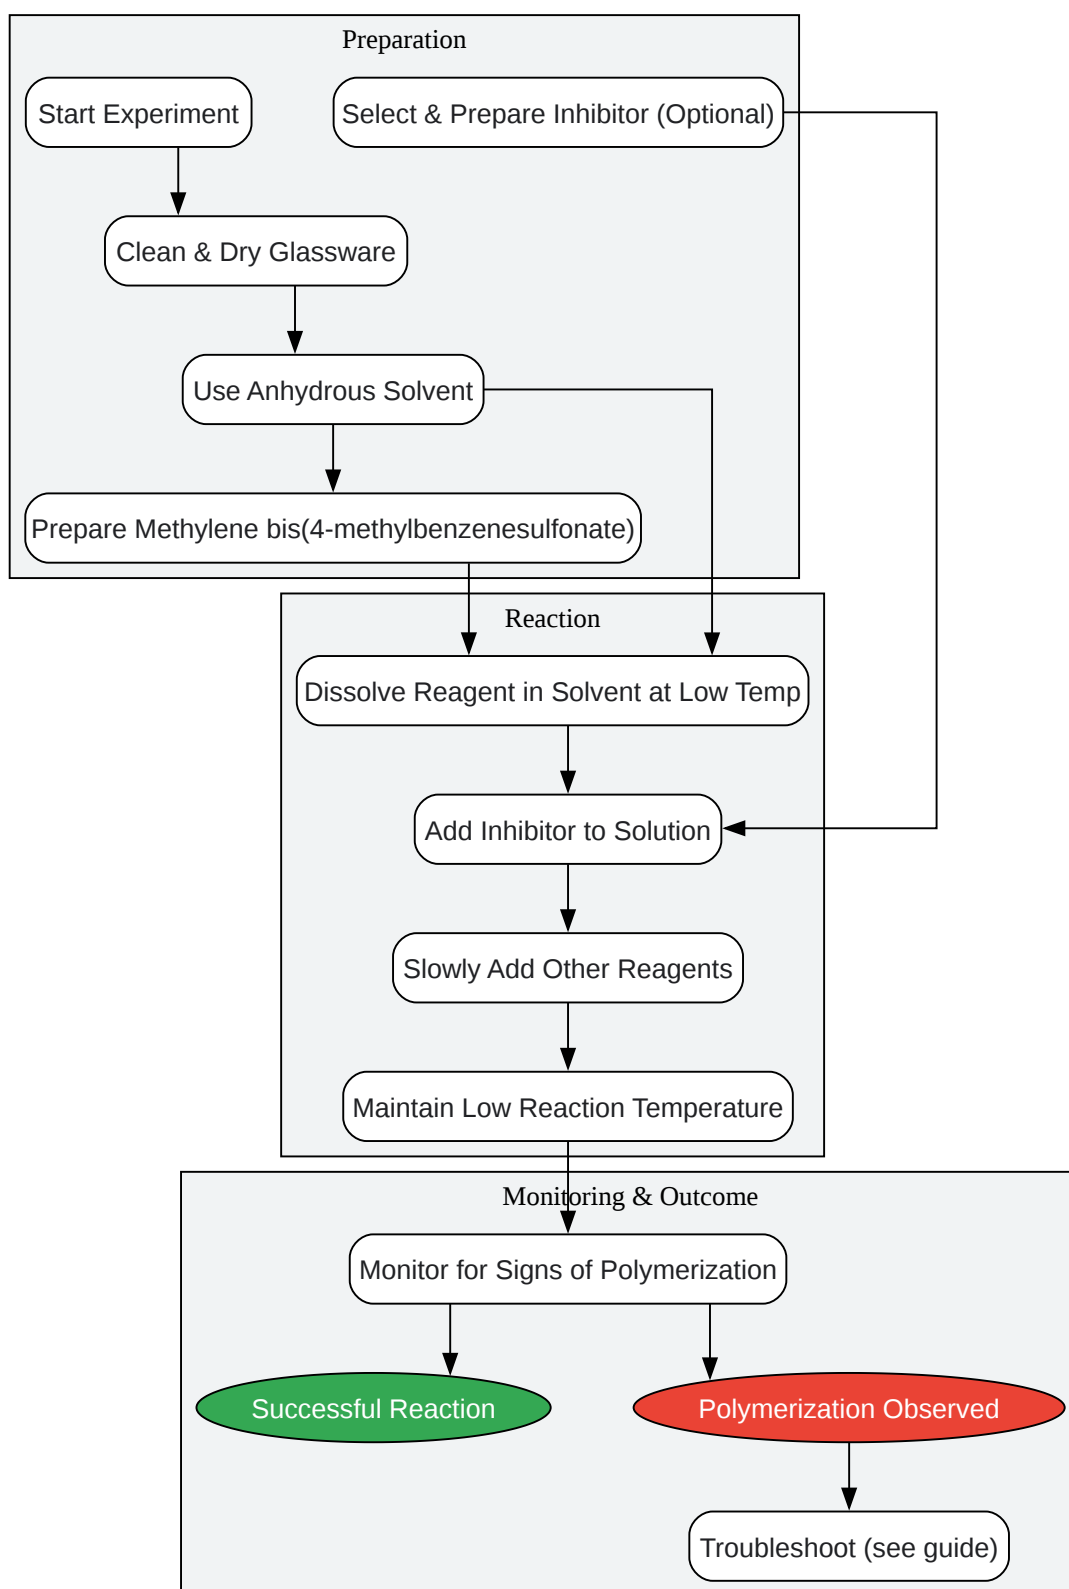 Preparation
Start Experiment
Select & Prepare Inhibitor (Optional)
Clean & Dry Glassware
Use Anhydrous Solvent
Prepare Methylene bis(4-methylbenzenesulfonate)
Reaction
Dissolve Reagent in Solvent at Low Temp
Add Inhibitor to Solution
Slowly Add Other Reagents
Maintain Low Reaction Temperature
Monitoring & Outcome
Monitor for Signs of Polymerization
Successful Reaction
Polymerization Observed
Troubleshoot (see guide)